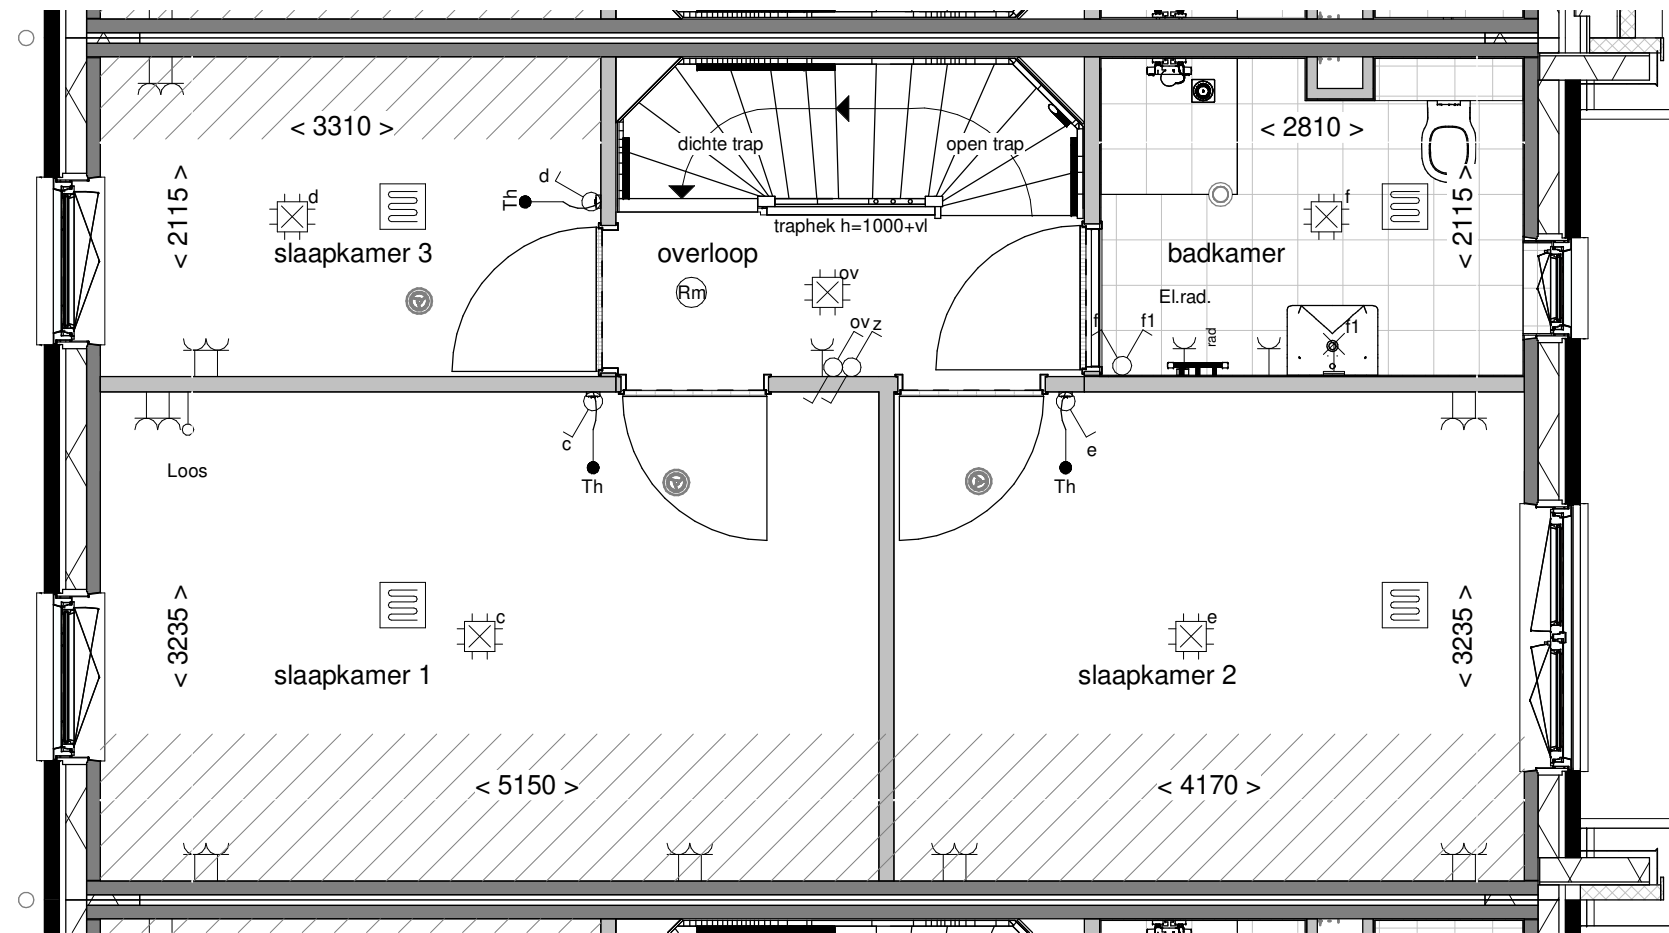 < 3310 >
< 2810 >
dichte trap
open trap
< 2115 >
Th
d
d
f
< 2115 >
traphek h=1000+vl
slaapkamer 3
overloop
badkamer
Rm
ov
El.rad.
ov z
f
f1
rad
f1
c
Th
e
Th
Loos
< 3235 >
c
e
< 3235 >
slaapkamer 1
slaapkamer 2
< 5150 >
< 4170 >